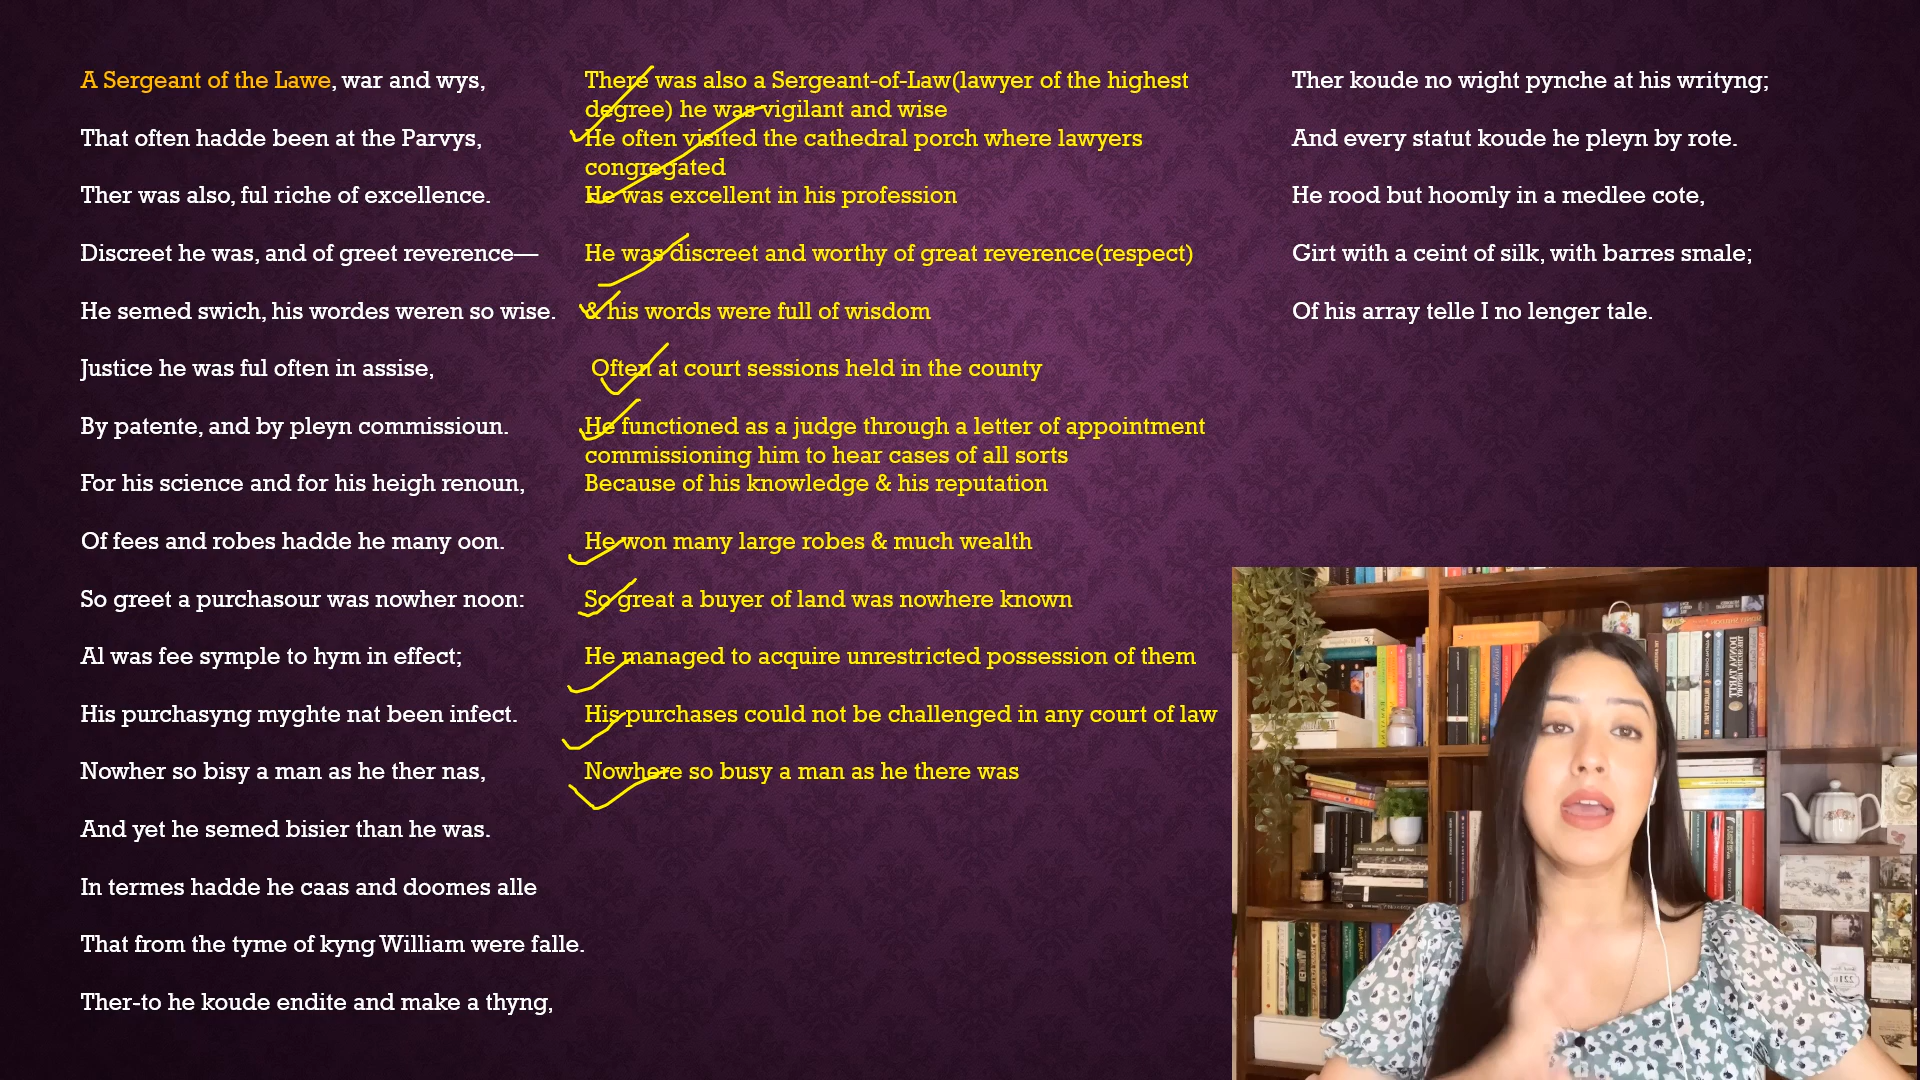 A Sergeant of the Lawe, war and wys,
That often hadde been at the Parvys,
Ther was also, ful riche of excellence.
Discreet he was, and of greet reverence—
He semed swich, his wordes weren so wise.
Justice he was ful often in assise,
By patente, and by pleyn commissioun.
For his science and for his heigh renoun,
Of fees and robes hadde he many oon.
So greet a purchasour was nowher noon:
Al was fee symple to hym in effect;
His purchasyng myghte nat been infect.
Nowher so bisy a man as he ther nas,
And yet he semed bisier than he was.
In termes hadde he caas and doomes alle
That from the tyme of kyng William were falle.
Ther-to he koude endite and make a thyng,
There was also a Sergeant-of-Law(lawyer of the highest
degree) he was vigilant and wise
He often visited the cathedral porch where lawyers
congregated
He was excellent in his profession
He was discreet and worthy of great reverence(respect)
& his words were full of wisdom
Often at court sessions held in the county
He functioned as a judge through a letter of appointment
commissioning him to hear cases of all sorts
Because of his knowledge & his reputation
He won many large robes & much wealth
So great a buyer of land was nowhere known
He managed to acquire unrestricted possession of them
His purchases could not be challenged in any court of law
Nowhere so busy a man as he there was
Ther koude no wight pynche at his writyng;
And every statut koude he pleyn by rote.
He rood but hoomly in a medlee cote,
Girt with a ceint of silk, with barres smale;
Of his array telle I no lenger tale.